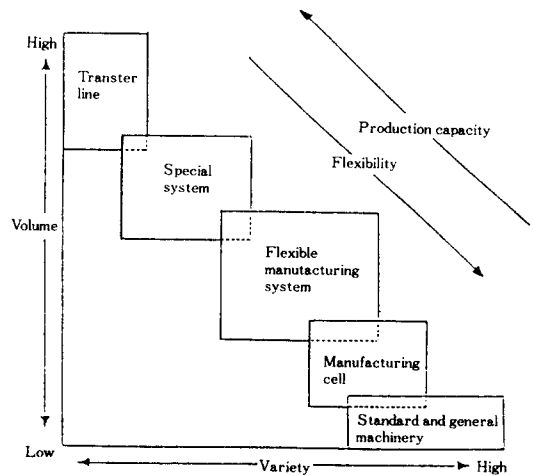 High
Transter
line
Production capacity
Flexibility
Special
system
Volume
Flexible
manutacturing
system
Manufacturing
cell
Standard and general
machinery
Low
Variety
High